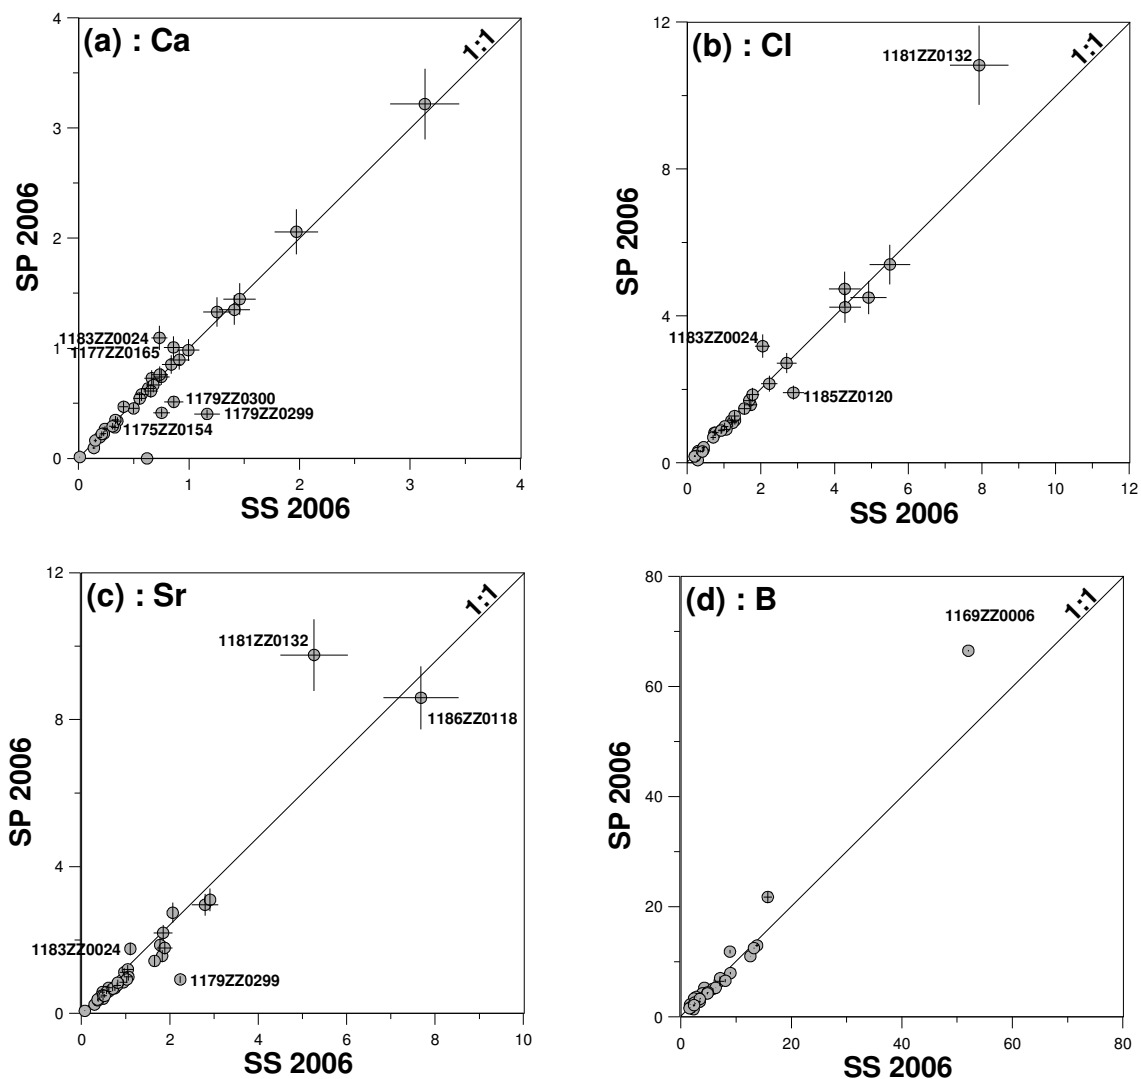 (a) : Ca
1:1
4
3
2
1
0
SP 2006
1183ZZ0024
1177ZZ0165
1179ZZ0300
1179ZZ0299
1175ZZ0154
0
1
2
3
4
SS 2006
(b) : Cl
1:1
12
8
4
0
SP 2006
1181ZZ0132
1183ZZ0024
1185ZZ0120
0
2
4
6
8
10
12
SS 2006
(c) : Sr
1:1
12
8
4
0
SP 2006
1181ZZ0132
1186ZZ0118
1183ZZ0024
1179ZZ0299
0
2
4
6
8
10
SS 2006
(d) : B
1:1
80
60
40
20
0
SP 2006
1169ZZ0006
0
20
40
60
80
SS 2006